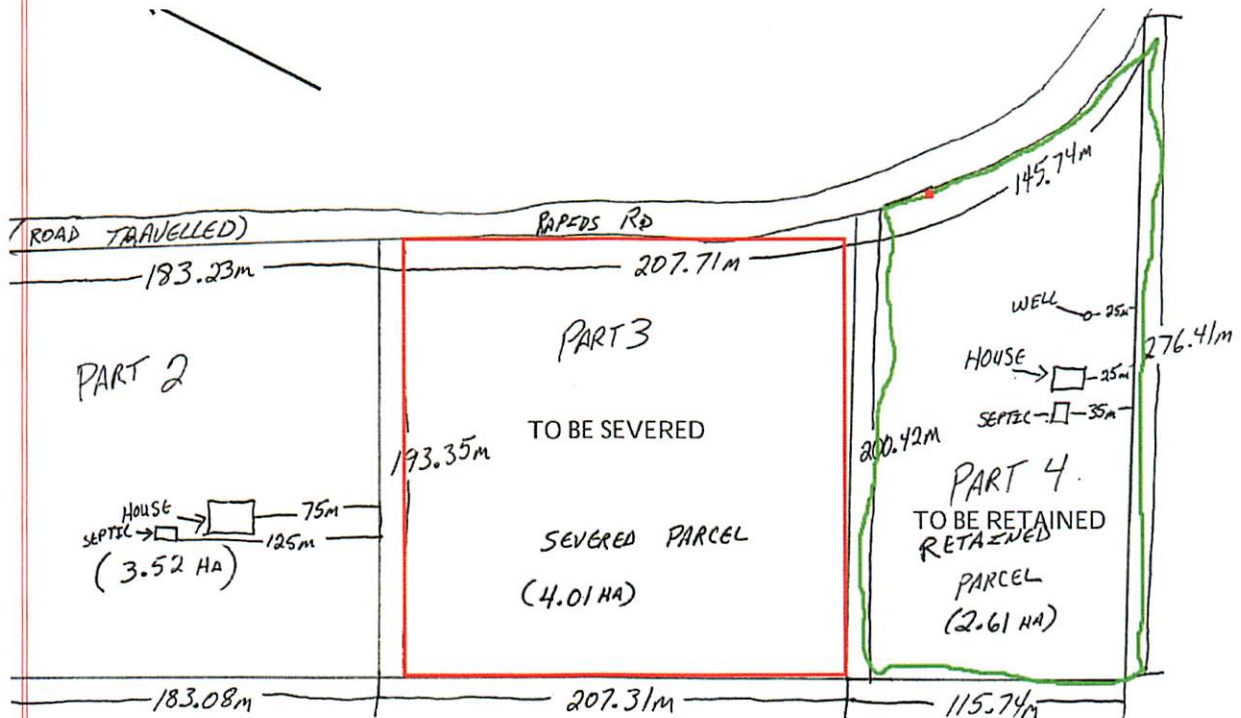 (ROAD TRAVELLED)
RAPEDS RD
183.23m
207.71m
145.74m
PART 2
PART 3
TO BE SEVERED
193.35m
SEVERED PARCEL
(4.01 HA)
HOUSE
75m
SEPTIC
125m
(3.52 HA)
WELL
25m
HOUSE
25m
SEPTIC
35m
276.41m
200.42m
PART 4
TO BE RETAINED
RETAINED
PARCEL
(2.61 HA)
183.08m
207.31m
115.74m